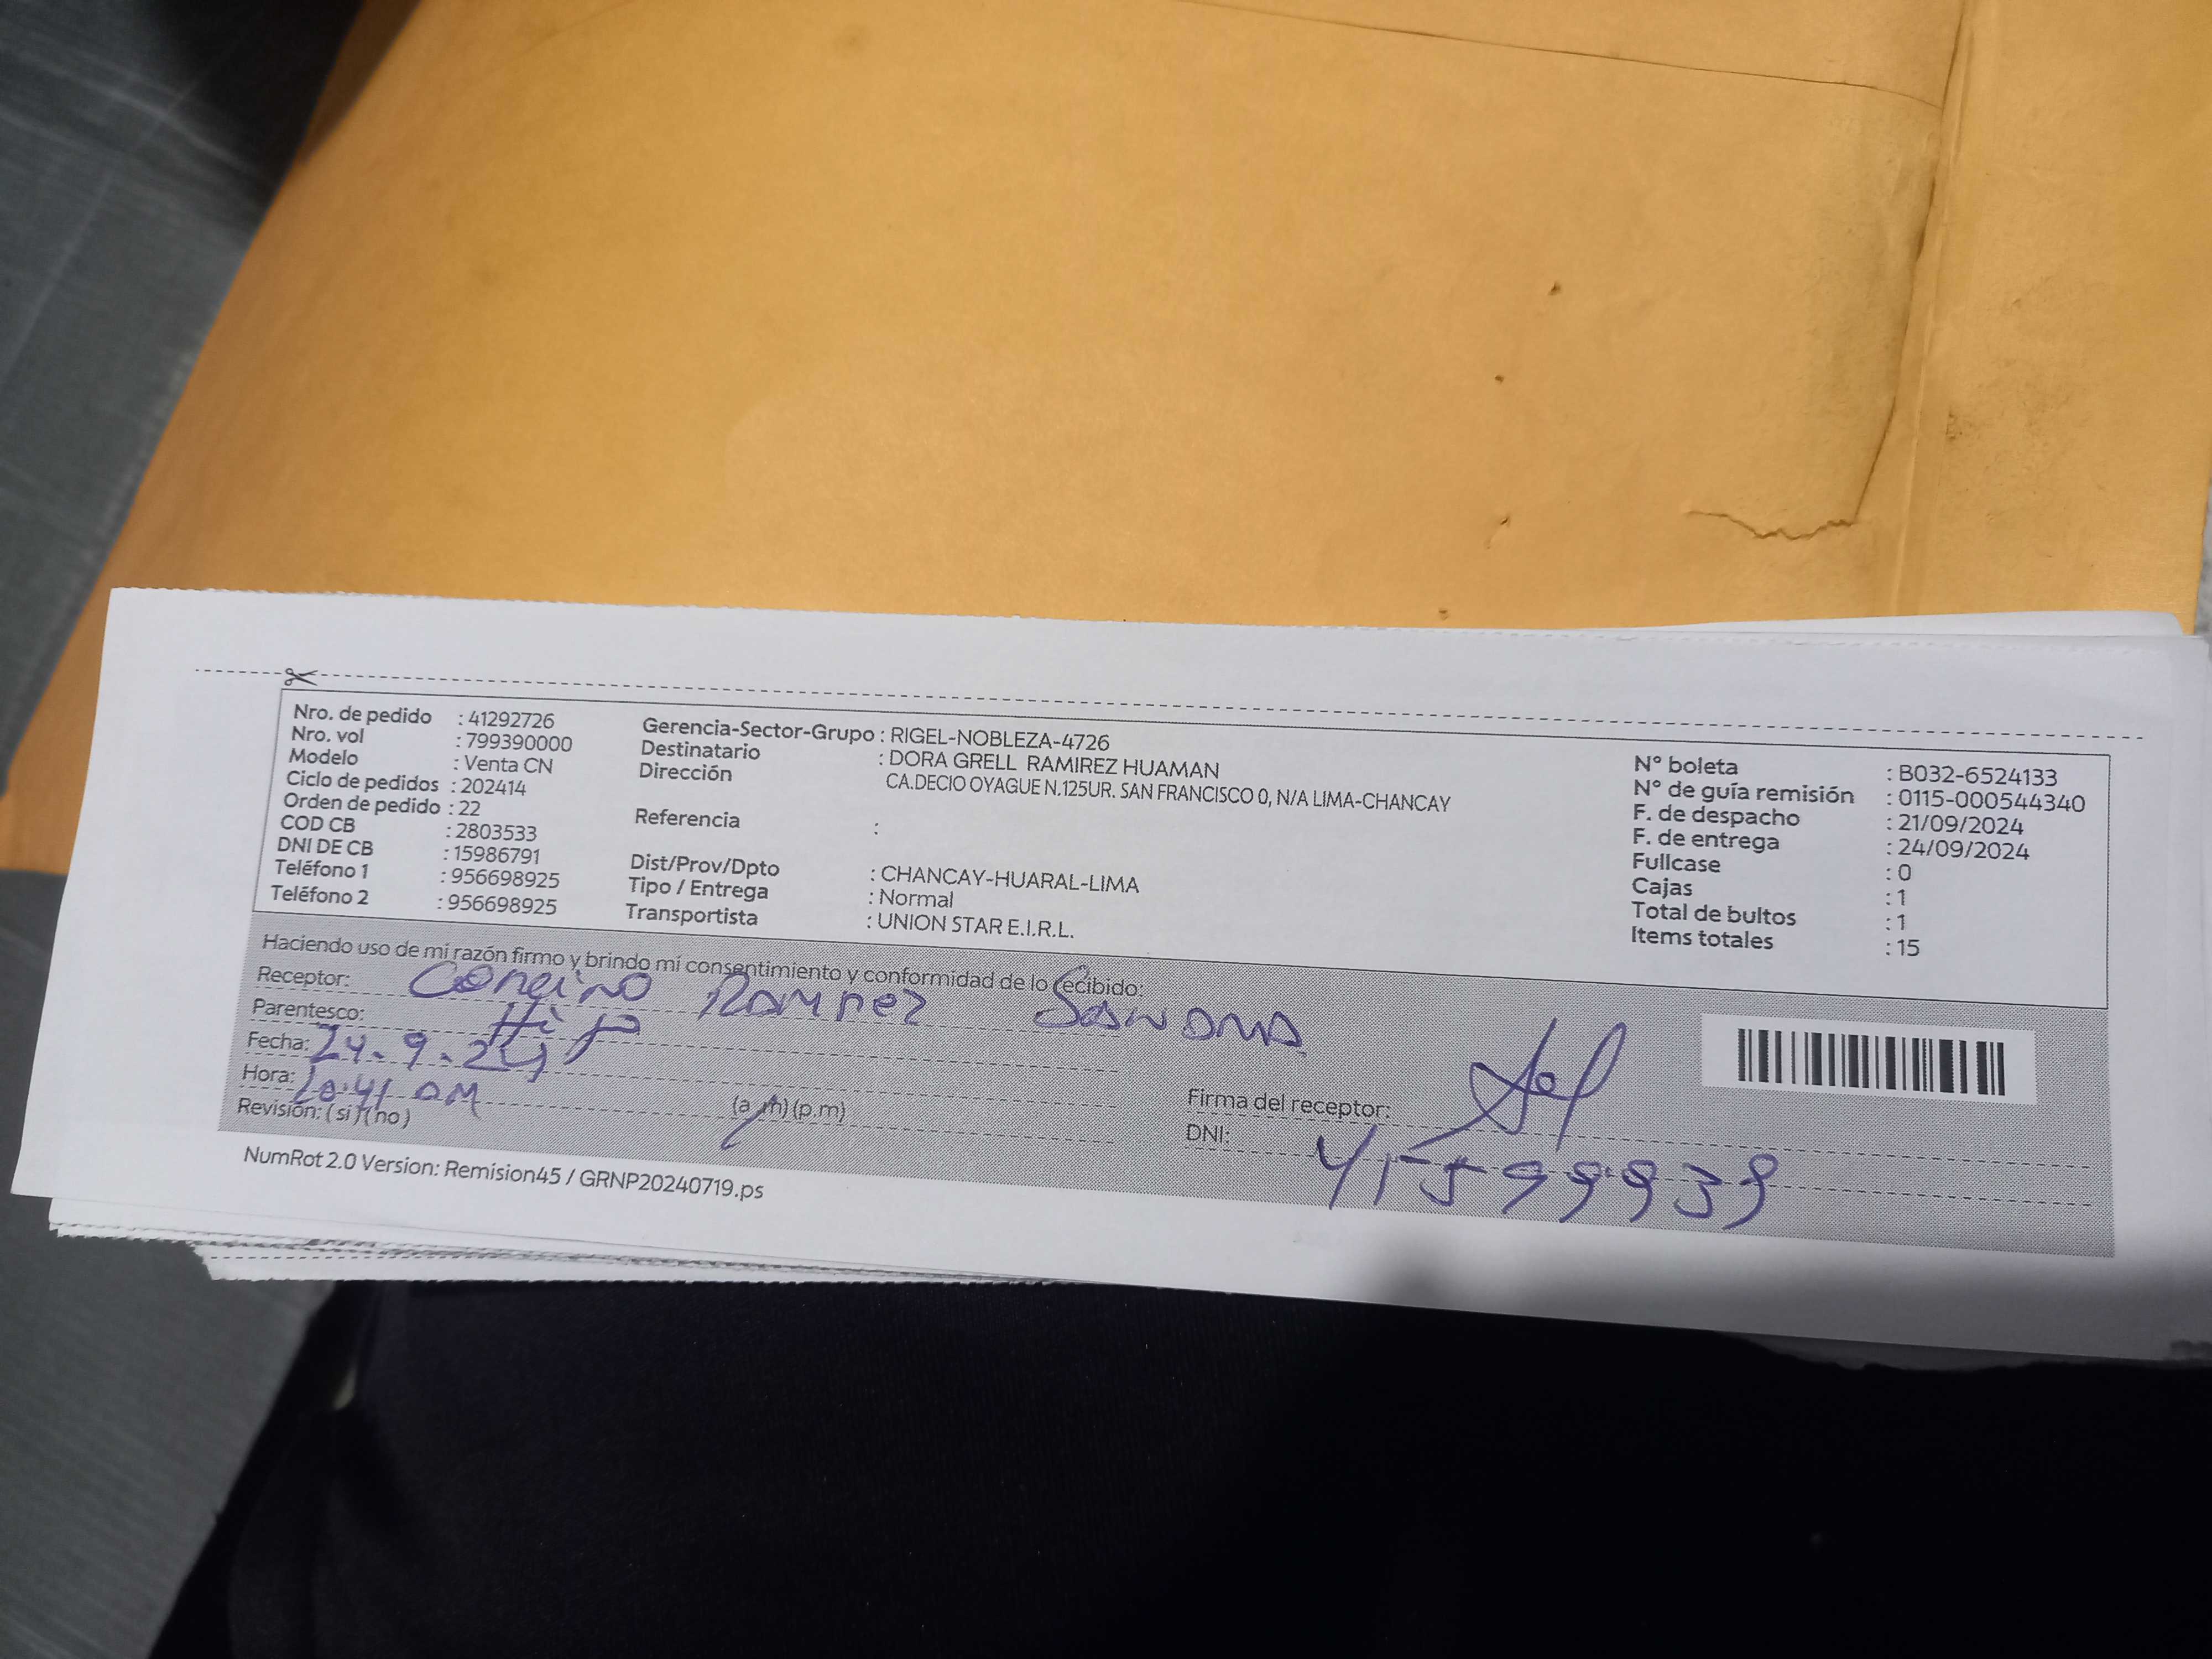 Nro. de pedido : 41292726
Nro. vol : 799390000
Modelo : Venta CN
Ciclo de pedidos : 202414
Orden de pedido : 22
COD CB : 2803533
DNI DE CB : 15986791
Teléfono 1 : 956698925
Teléfono 2 : 956698925
Gerencia-Sector-Grupo : RIGEL-NOBLEZA-4726
Destinatario : DORA GRELL RAMIREZ HUAMAN
Dirección CA.DECIO OYAGUE N.125UR. SAN FRANCISCO 0, N/A LIMA-CHANCAY
Referencia :
Dist/Prov/Dpto : CHANCAY-HUARAL-LIMA
Tipo / Entrega : Normal
Transportista : UNION STAR E.I.R.L.
N° boleta : B032-6524133
N° de guía remisión : 0115-000544340
F. de despacho : 21/09/2024
F. de entrega : 24/09/2024
Fullcase : 0
Cajas : 1
Total de bultos : 1
Items totales : 15
Haciendo uso de mi razón firmo y brindo mi consentimiento y conformidad de lo recibido:
Receptor: Ramirez
Parentesco: Hijo
Fecha: 24.9.24
Hora: 10:41 am (a.m) (p.m)
Revisión: (si) (no)
Firma del receptor:
DNI: 41599939
NumRot 2.0 Version: Remision45 / GRNP20240719.ps